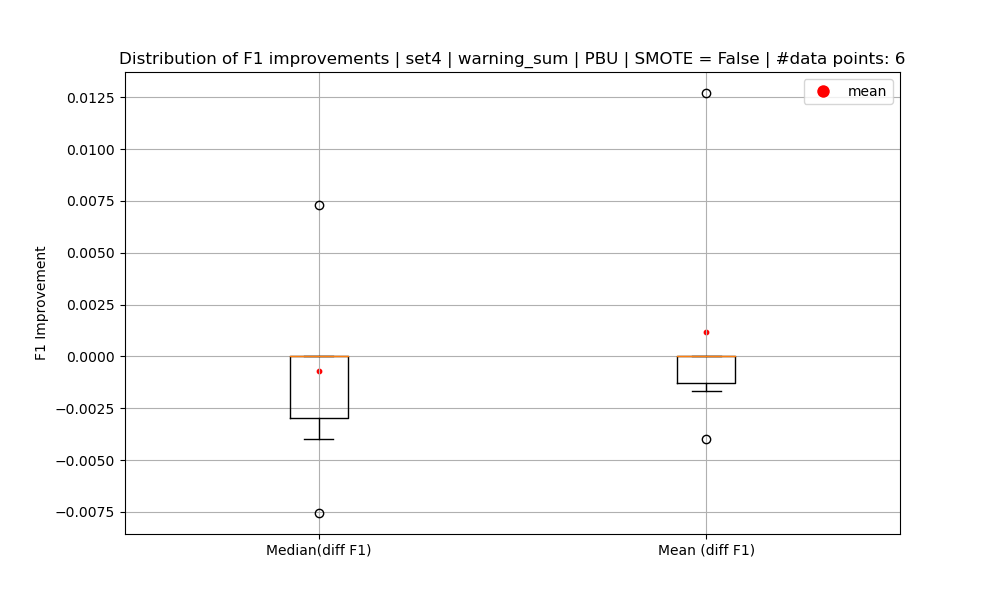 Distribution of F1 improvements | set4 | warning_sum | PBU | SMOTE = False | #data points: 6
mean
0.0125
0.0100
0.0075
0.0050
0.0025
0.0000
−0.0025
−0.0050
−0.0075
F1 Improvement
Median(diff F1)
Mean (diff F1)